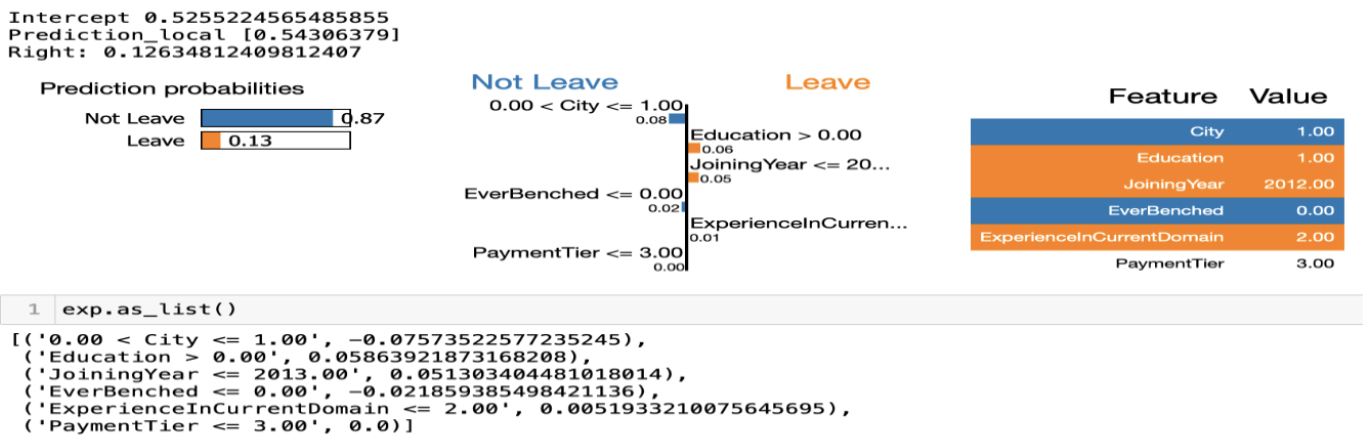 Intercept 0.5255224565485855
Prediction_local [0.54306379]
Right: 0.12634812409812407
Prediction probabilities
Not Leave 0.87
Leave 0.13
Not Leave Leave
0.00 < City <= 1.00
0.08
Education > 0.00
0.06
JoiningYear <= 20...
0.05
EverBenched <= 0.00
0.02
ExperienceInCurren...
0.01
PaymentTier <= 3.00
0.00
Feature Value
City 1.00
Education 1.00
JoiningYear 2012.00
EverBenched 0.00
ExperienceInCurrentDomain 2.00
PaymentTier 3.00
1 exp.as_list()
[('0.00 < City <= 1.00', -0.07573522577235245),
('Education > 0.00', 0.05863921873168208),
('JoiningYear <= 2013.00', 0.051303404481018014),
('EverBenched <= 0.00', -0.021859385498421136),
('ExperienceInCurrentDomain <= 2.00', 0.0051933210075645695),
('PaymentTier <= 3.00', 0.0)]